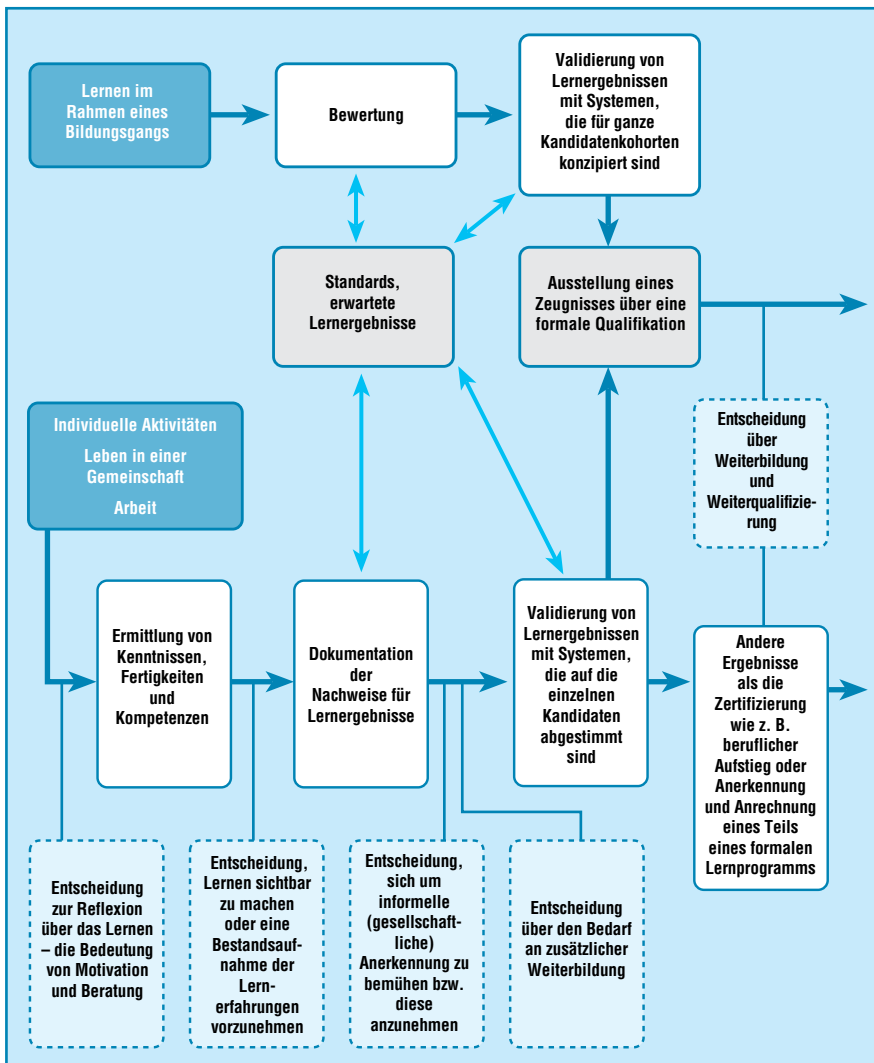 Lernen im
Rahmen eines
Bildungsgangs
Bewertung
Validierung von
Lernergebnissen
mit Systemen,
die für ganze
Kandidatenkohorten
konzipiert sind
Standards,
erwartete
Lernergebnisse
Ausstellung eines
Zeugnisses über eine
formale Qualifikation
Individuelle Aktivitäten
Leben in einer
Gemeinschaft
Arbeit
Entscheidung
über
Weiterbildung
und
Weiterqualifizie-
rung
Ermittlung von
Kenntnissen,
Fertigkeiten
und
Kompetenzen
Dokumentation
der
Nachweise für
Lernergebnisse
Validierung von
Lernergebnissen
mit Systemen,
die auf die
einzelnen
Kandidaten
abgestimmt
sind
Andere
Ergebnisse
als die
Zertifizierung
wie z. B.
beruflicher
Aufstieg oder
Anerkennung
und Anrechnung
eines Teils
eines formalen
Lernprogramms
Entscheidung
zur Reflexion
über das Lernen
– die Bedeutung
von Motivation
und Beratung
Entscheidung,
Lernen sichtbar
zu machen
oder eine
Bestandsauf-
nahme der
Lern-
erfahrungen
vorzunehmen
Entscheidung,
sich um
informelle
(gesellschaft-
liche)
Anerkennung zu
bemühen bzw.
diese
anzunehmen
Entscheidung
über den Bedarf
an zusätzlicher
Weiterbildung